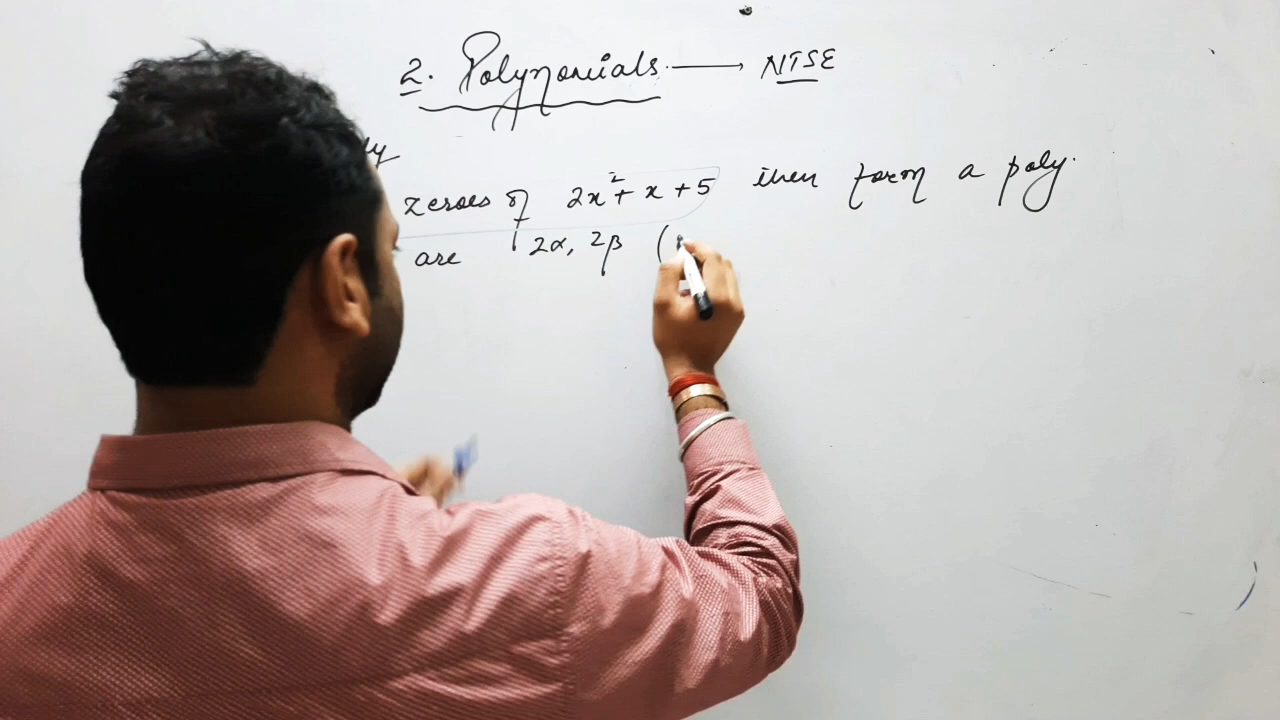 2. Polynomials. → NTSE
zeroes of 2x² + x + 5 then form a poly.
are 2α, 2β (